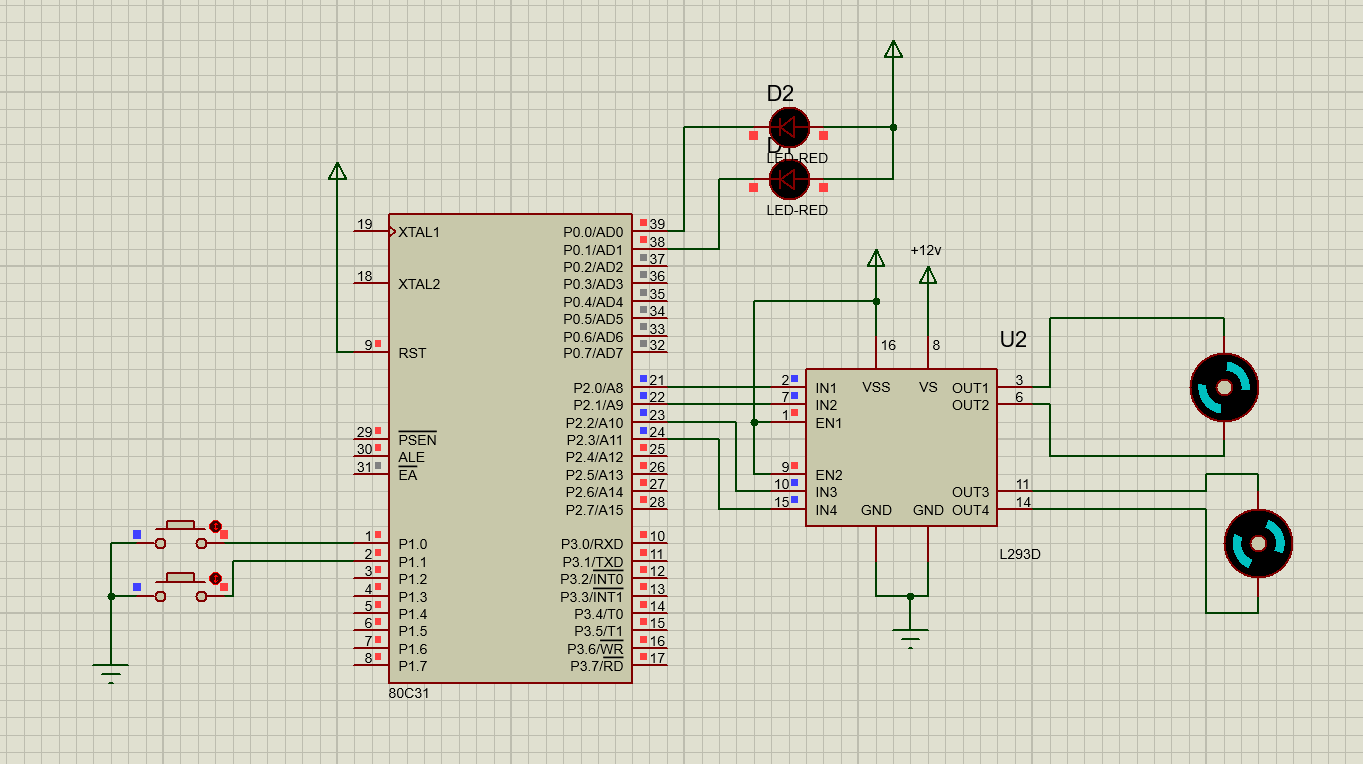 D2
D1
LED-RED
LED-RED
19 XTAL1
18 XTAL2
9 RST
29 PSEN
30 ALE
31 EA
1 P1.0
2 P1.1
3 P1.2
4 P1.3
5 P1.4
6 P1.5
7 P1.6
8 P1.7
P0.0/AD0 39
P0.1/AD1 38
P0.2/AD2 37
P0.3/AD3 36
P0.4/AD4 35
P0.5/AD5 34
P0.6/AD6 33
P0.7/AD7 32
P2.0/A8 21
P2.1/A9 22
P2.2/A10 23
P2.3/A11 24
P2.4/A12 25
P2.5/A13 26
P2.6/A14 27
P2.7/A15 28
P3.0/RXD 10
P3.1/TXD 11
P3.2/INT0 12
P3.3/INT1 13
P3.4/T0 14
P3.5/T1 15
P3.6/WR 16
P3.7/RD 17
80C31
+12v
U2
16 8
VSS VS
2 IN1
7 IN2
1 EN1
9 EN2
10 IN3
15 IN4
OUT1 3
OUT2 6
OUT3 11
OUT4 14
GND GND
L293D